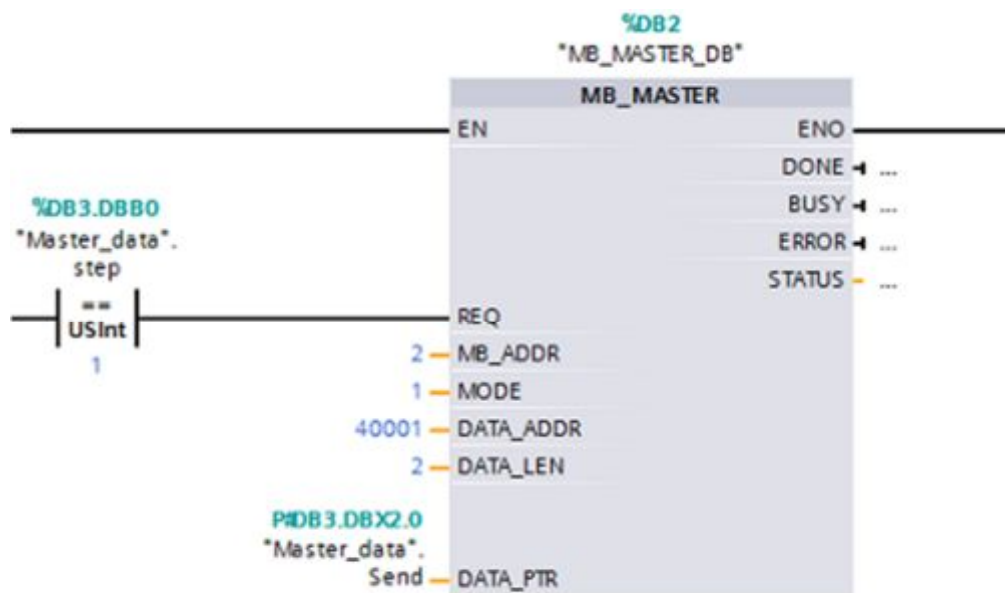 %DB2
"MB_MASTER_DB"
MB_MASTER
EN
ENO
DONE
...
BUSY
...
ERROR
...
STATUS
...
%DB3.DBB0
"Master_data".
step
==
USInt
1
REQ
2
MB_ADDR
1
MODE
40001
DATA_ADDR
2
DATA_LEN
P#DB3.DBX2.0
"Master_data".
Send
DATA_PTR